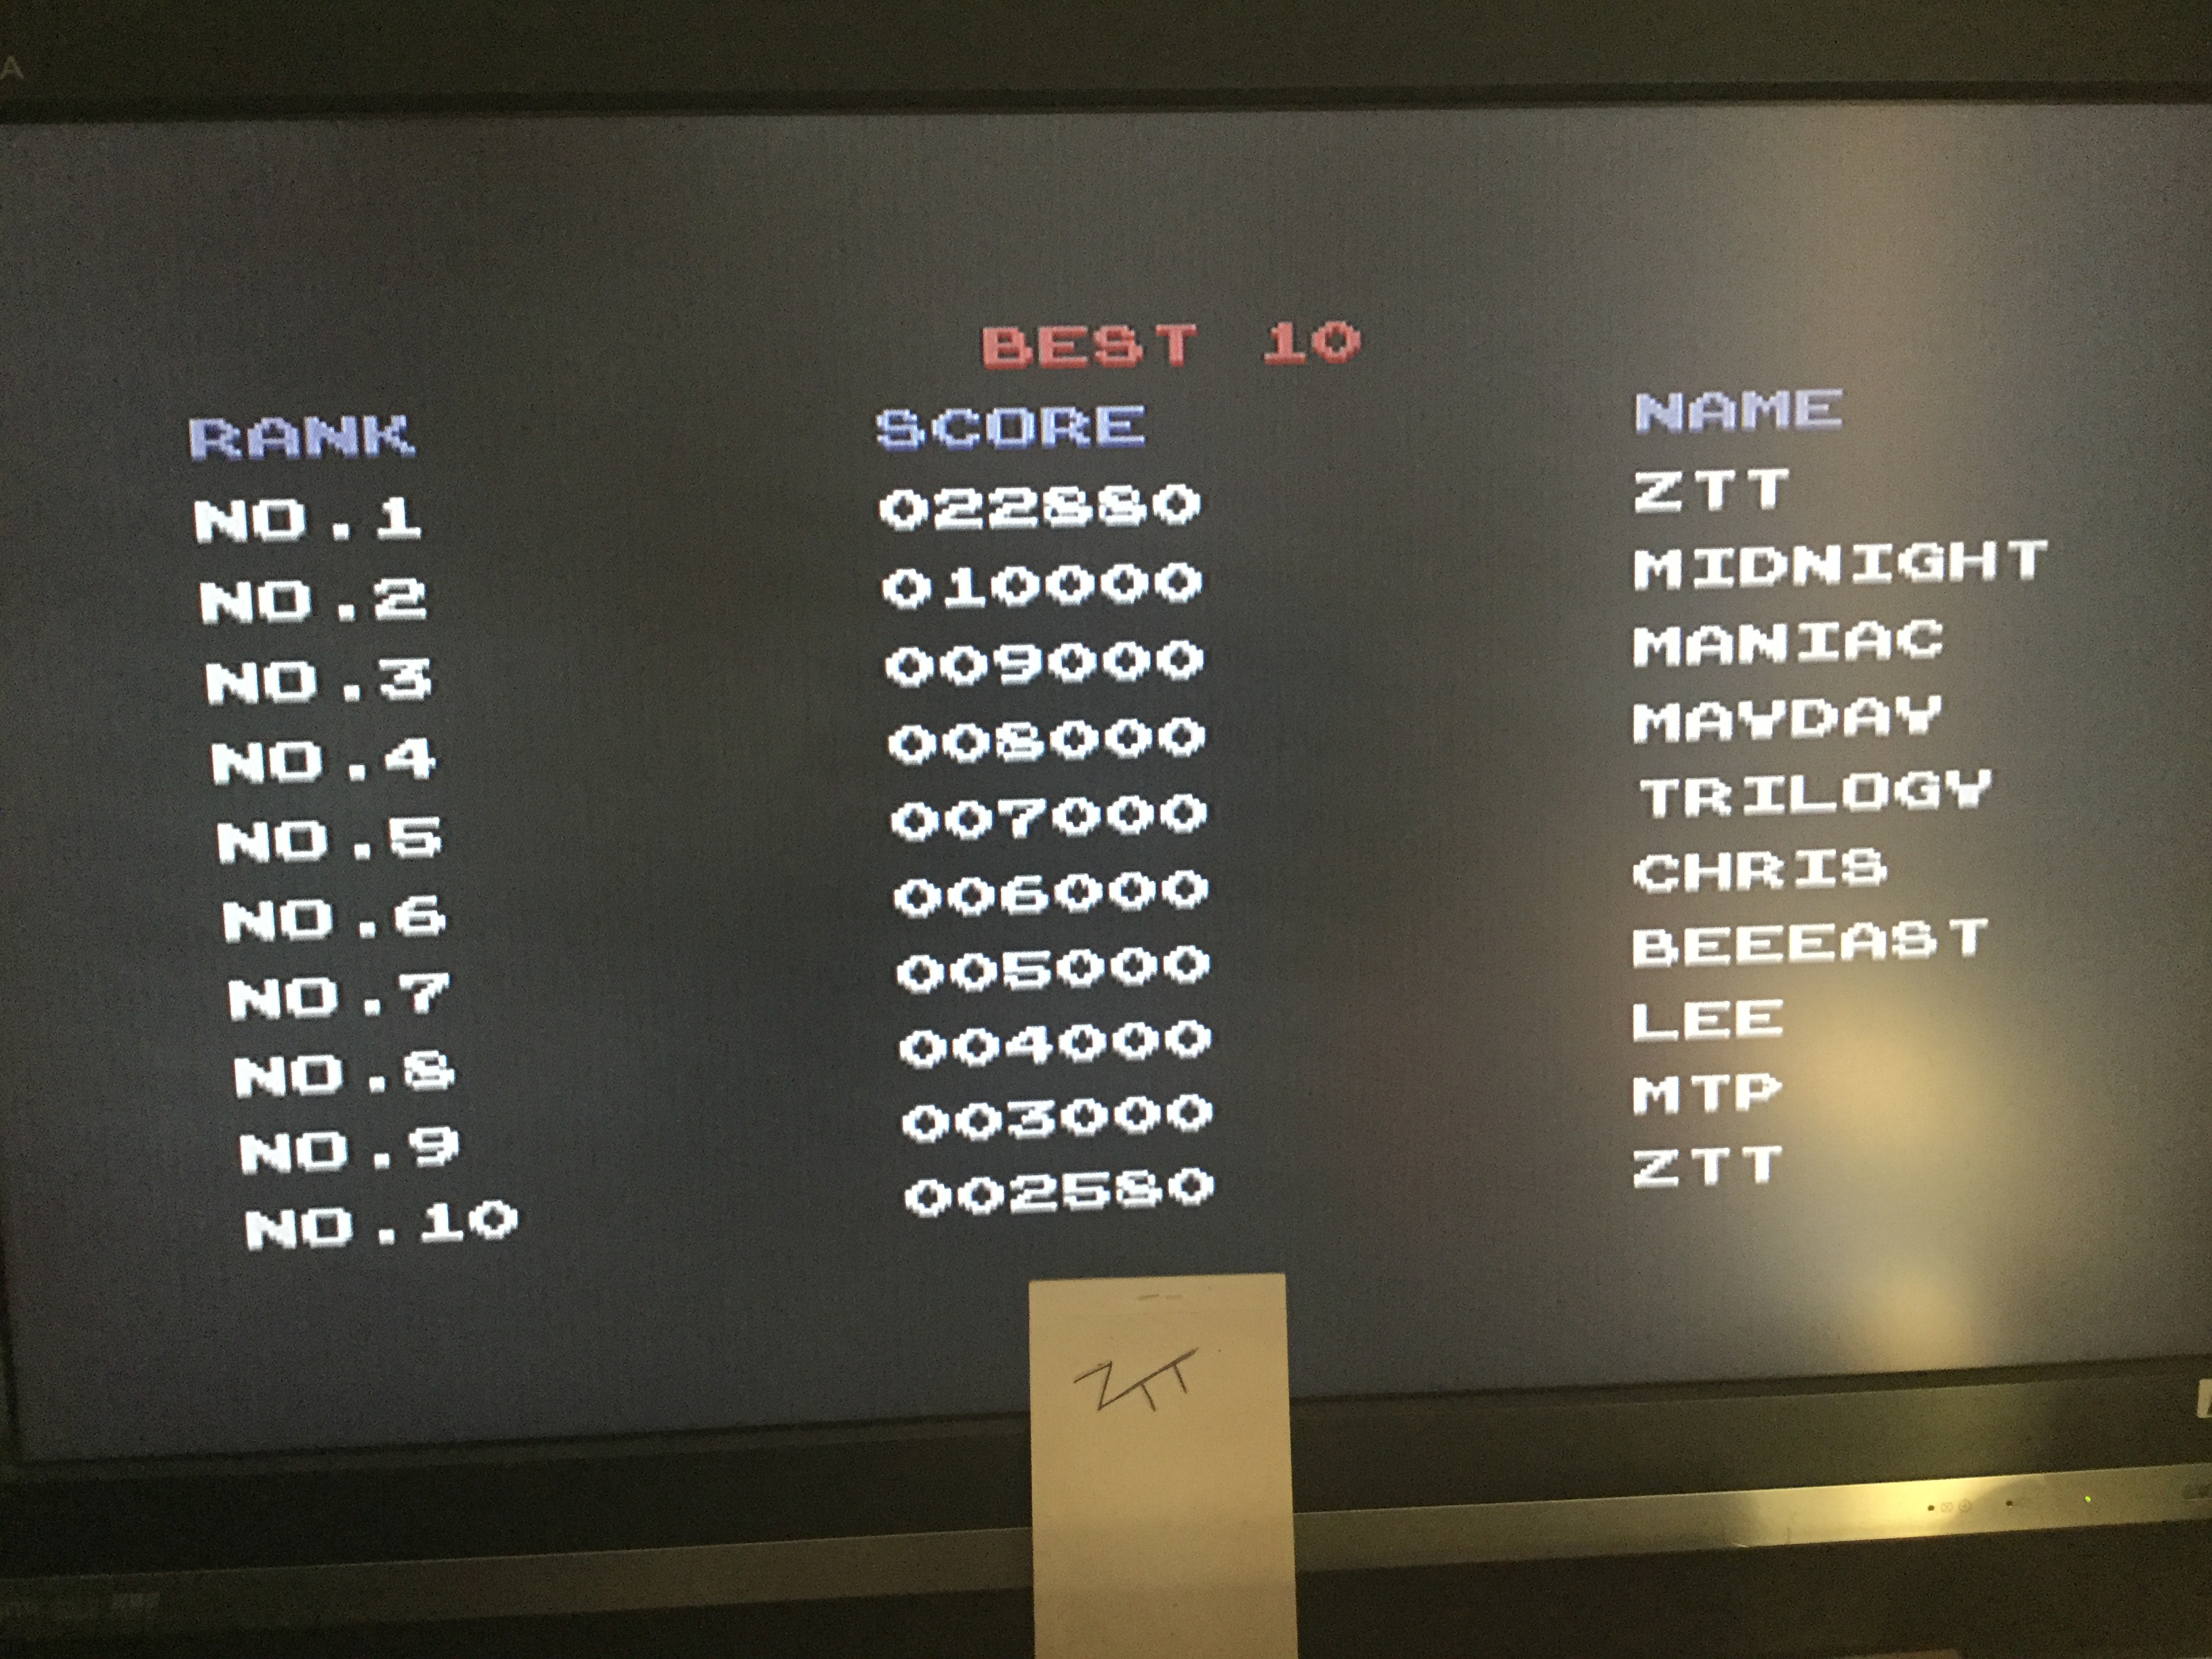 A
BEST 10
RANK SCORE NAME
NO.1 022880 ZTT
NO.2 010000 MIDNIGHT
NO.3 009000 MANIAC
NO.4 008000 MAYDAY
NO.5 007000 TRILOGY
NO.6 006000 CHRIS
NO.7 005000 BEEEAST
NO.8 004000 LEE
NO.9 003000 MTP
NO.10 002580 ZTT
ZTT